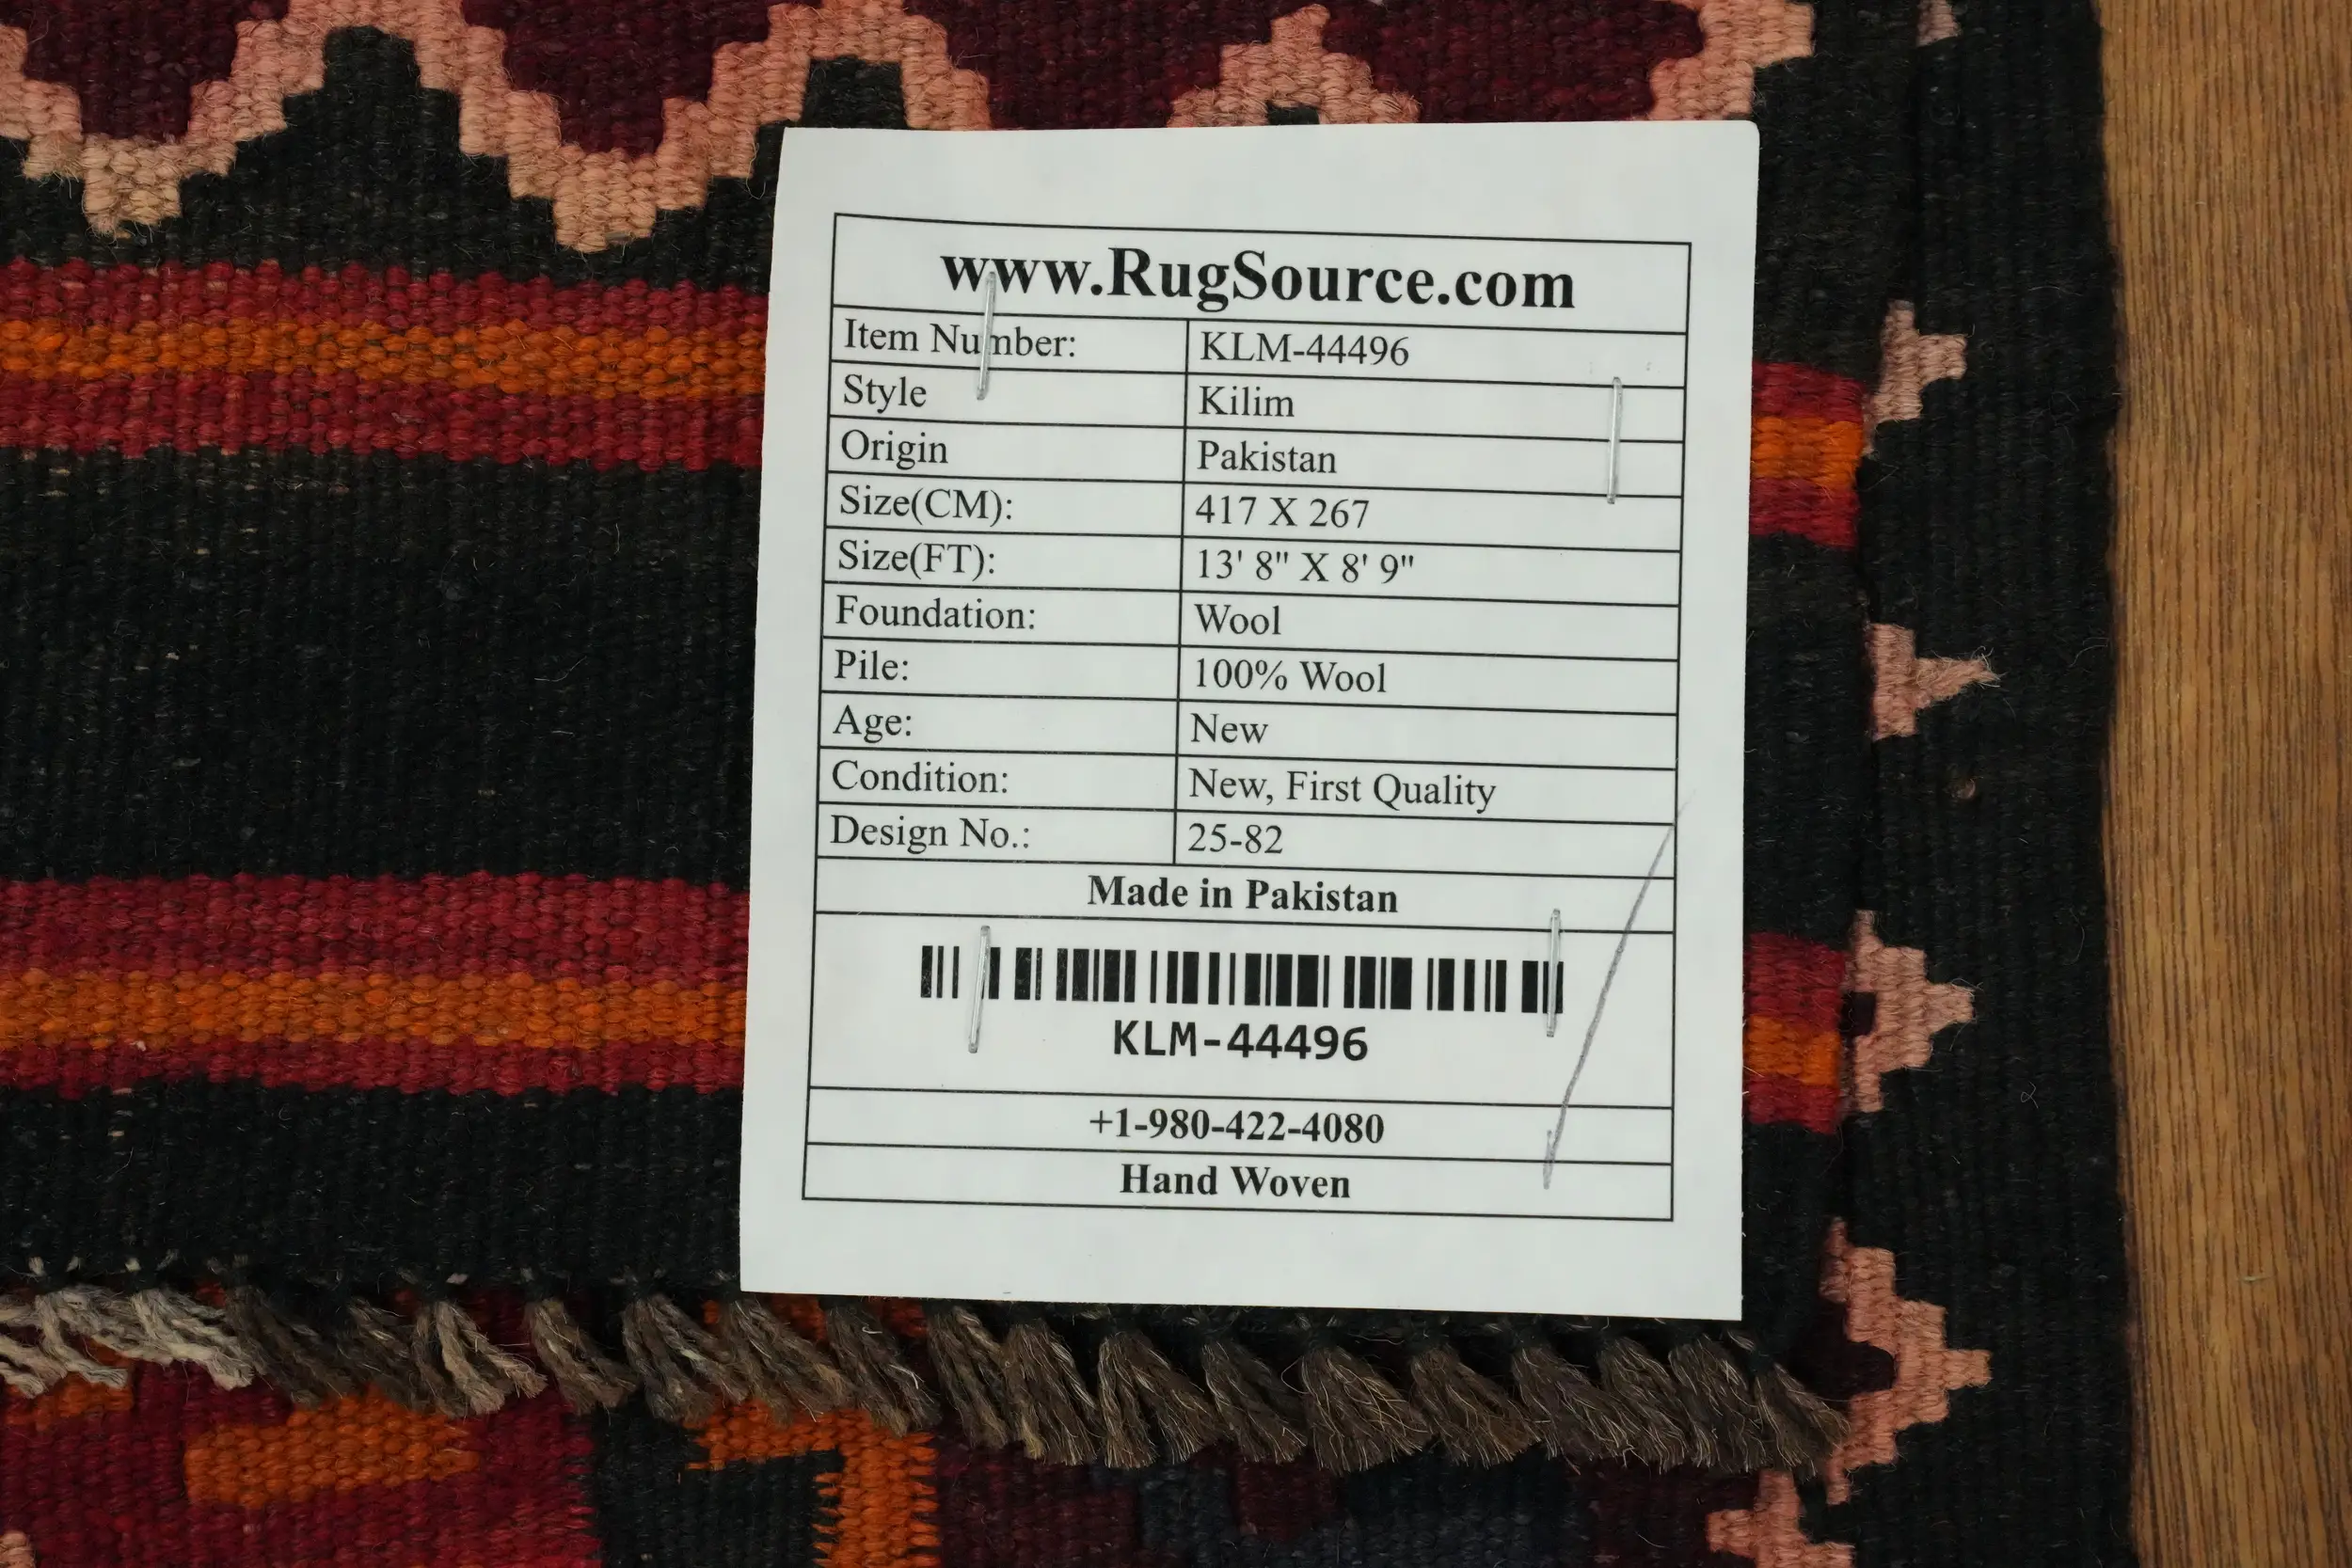 www.RugSource.com
Item Number: KLM-44496
Style Kilim
Origin Pakistan
Size(CM): 417 X 267
Size(FT): 13' 8" X 8' 9"
Foundation: Wool
Pile: 100% Wool
Age: New
Condition: New, First Quality
Design No.: 25-82
Made in Pakistan
KLM-44496
+1-980-422-4080
Hand Woven